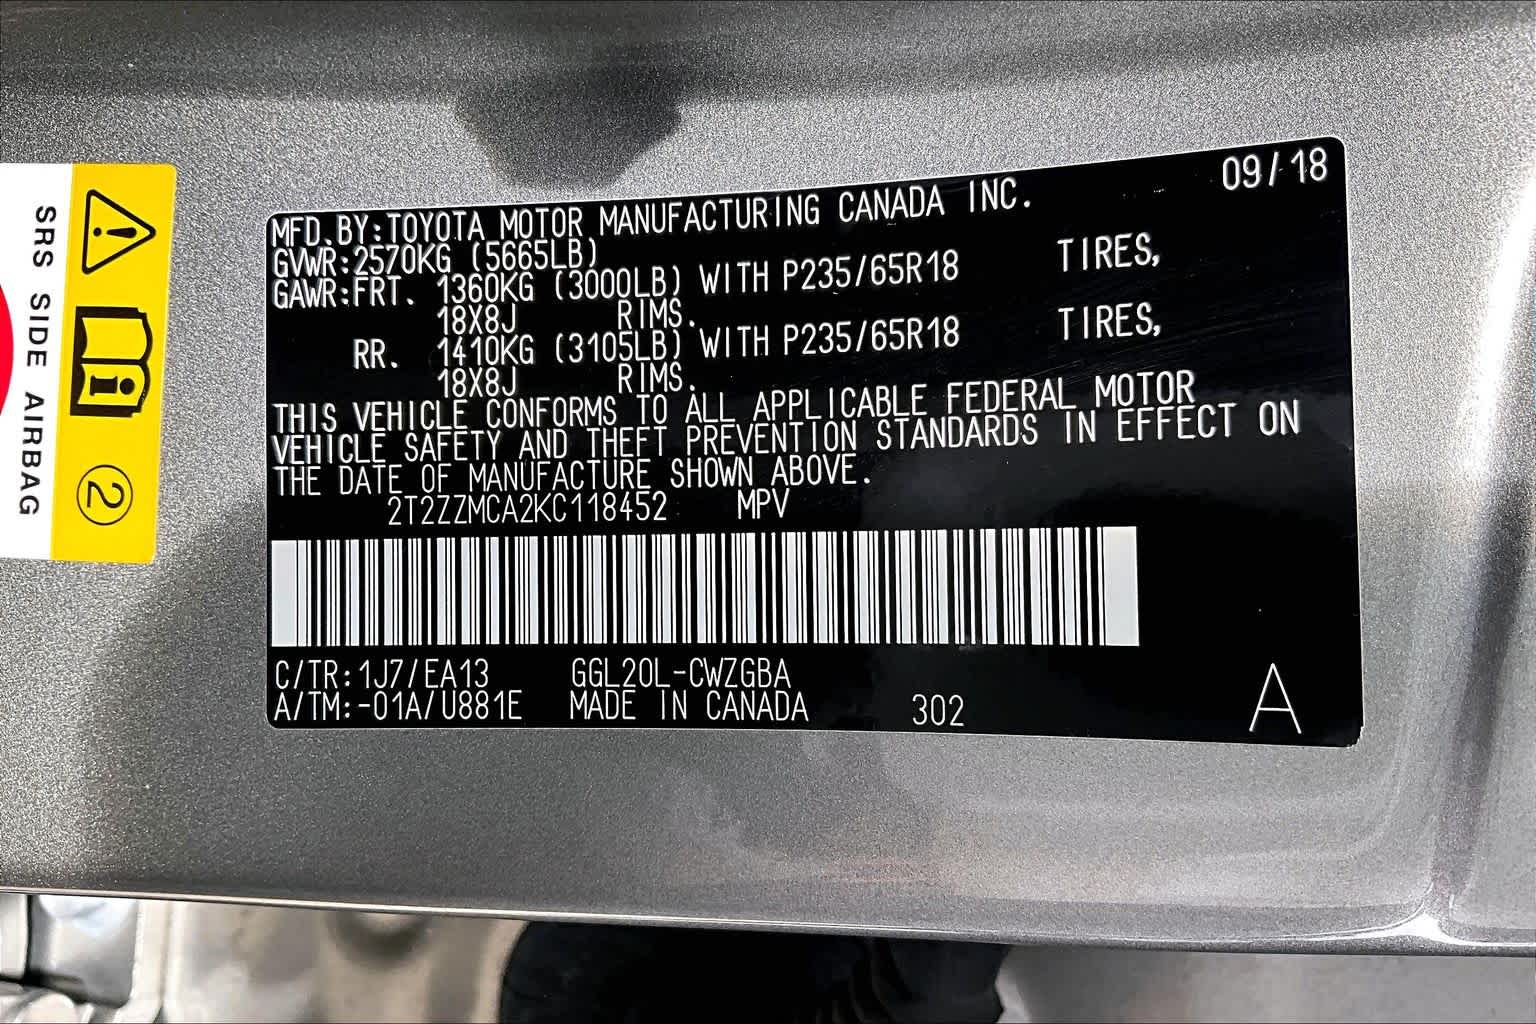 09/18
MFD.BY:TOYOTA MOTOR MANUFACTURING CANADA INC.
GVWR:2570KG (5665LB)
GAWR:FRT. 1360KG (3000LB) WITH P235/65R18 TIRES,
18X8J RIMS.
RR. 1410KG (3105LB) WITH P235/65R18 TIRES,
18X8J RIMS.
THIS VEHICLE CONFORMS TO ALL APPLICABLE FEDERAL MOTOR
VEHICLE SAFETY AND THEFT PREVENTION STANDARDS IN EFFECT ON
THE DATE OF MANUFACTURE SHOWN ABOVE.
2T2ZZMCA2KC118452 MPV
C/TR:1J7/EA13 GGL20L-CWZGBA
A/TM:-01A/U881E MADE IN CANADA 302 A
SRS SIDE AIRBAG
2